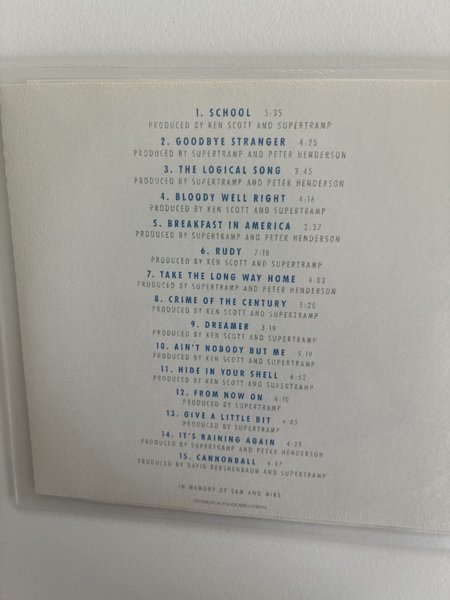 1. SCHOOL 5:35
PRODUCED BY KEN SCOTT AND SUPERTRAMP
2. GOODBYE STRANGER 4:25
PRODUCED BY SUPERTRAMP AND PETER HENDERSON
3. THE LOGICAL SONG 3:45
PRODUCED BY SUPERTRAMP AND PETER HENDERSON
4. BLOODY WELL RIGHT 4:16
PRODUCED BY KEN SCOTT AND SUPERTRAMP
5. BREAKFAST IN AMERICA 2:37
PRODUCED BY SUPERTRAMP AND PETER HENDERSON
6. RUDY 7:18
PRODUCED BY KEN SCOTT AND SUPERTRAMP
7. TAKE THE LONG WAY HOME 4:03
PRODUCED BY SUPERTRAMP AND PETER HENDERSON
8. CRIME OF THE CENTURY 5:20
PRODUCED BY KEN SCOTT AND SUPERTRAMP
9. DREAMER 3:19
PRODUCED BY KEN SCOTT AND SUPERTRAMP
10. AIN'T NOBODY BUT ME 5:19
PRODUCED BY KEN SCOTT AND SUPERTRAMP
11. HIDE IN YOUR SHELL 6:52
PRODUCED BY KEN SCOTT AND SUPERTRAMP
12. FROM NOW ON 6:10
PRODUCED BY SUPERTRAMP
13. GIVE A LITTLE BIT 4:03
PRODUCED BY SUPERTRAMP
14. IT'S RAINING AGAIN 4:25
PRODUCED BY SUPERTRAMP AND PETER HENDERSON
15. CANNONBALL 4:47
PRODUCED BY DAVID KERSHENBAUM AND SUPERTRAMP
IN MEMORY OF SAM AND MIKE